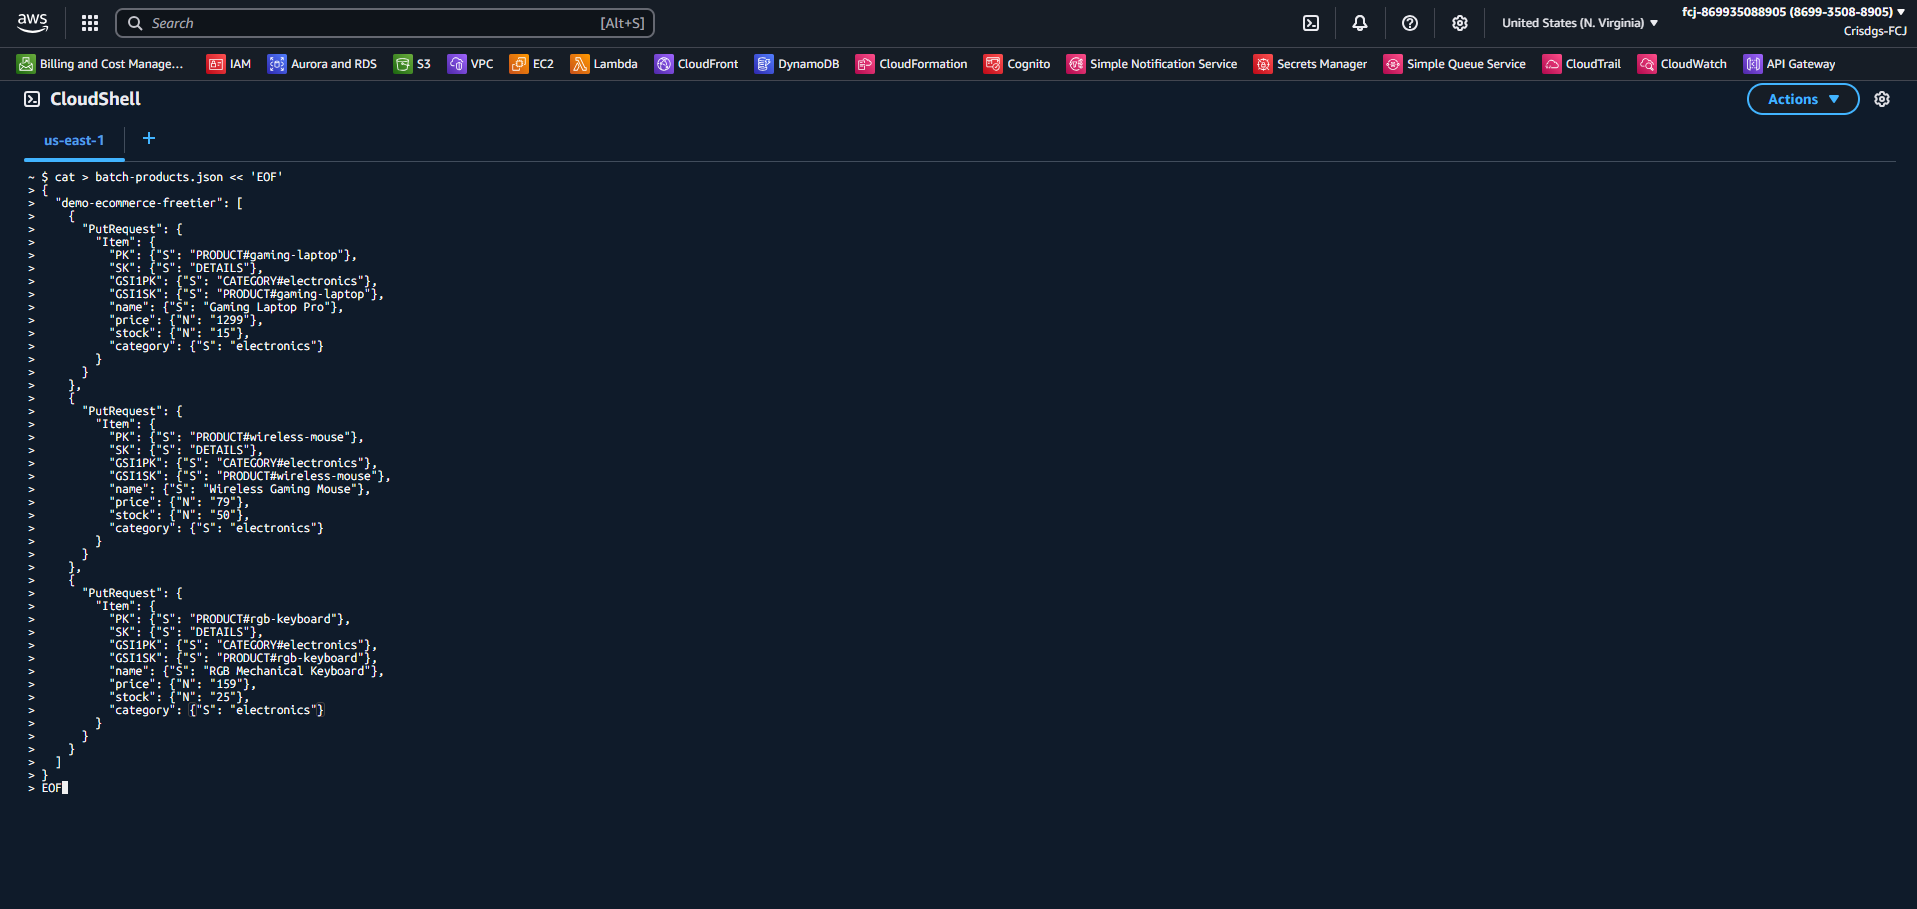 aws
Search [Alt+S]
United States (N. Virginia)
fcj-869935088905 (8699-3508-8905)
Crisdgs-FCJ
Billing and Cost Manage... IAM Aurora and RDS S3 VPC EC2 Lambda CloudFront DynamoDB CloudFormation Cognito Simple Notification Service Secrets Manager Simple Queue Service CloudTrail CloudWatch API Gateway
CloudShell
Actions
us-east-1 +
~ $ cat > batch-products.json << 'EOF'
> {
>   "demo-ecommerce-freetier": [
>     {
>       "PutRequest": {
>         "Item": {
>           "PK": {"S": "PRODUCT#gaming-laptop"},
>           "SK": {"S": "DETAILS"},
>           "GSI1PK": {"S": "CATEGORY#electronics"},
>           "GSI1SK": {"S": "PRODUCT#gaming-laptop"},
>           "name": {"S": "Gaming Laptop Pro"},
>           "price": {"N": "1299"},
>           "stock": {"N": "15"},
>           "category": {"S": "electronics"}
>         }
>       }
>     },
>     {
>       "PutRequest": {
>         "Item": {
>           "PK": {"S": "PRODUCT#wireless-mouse"},
>           "SK": {"S": "DETAILS"},
>           "GSI1PK": {"S": "CATEGORY#electronics"},
>           "GSI1SK": {"S": "PRODUCT#wireless-mouse"},
>           "name": {"S": "Wireless Gaming Mouse"},
>           "price": {"N": "79"},
>           "stock": {"N": "50"},
>           "category": {"S": "electronics"}
>         }
>       }
>     },
>     {
>       "PutRequest": {
>         "Item": {
>           "PK": {"S": "PRODUCT#rgb-keyboard"},
>           "SK": {"S": "DETAILS"},
>           "GSI1PK": {"S": "CATEGORY#electronics"},
>           "GSI1SK": {"S": "PRODUCT#rgb-keyboard"},
>           "name": {"S": "RGB Mechanical Keyboard"},
>           "price": {"N": "159"},
>           "stock": {"N": "25"},
>           "category": {"S": "electronics"}
>         }
>       }
>     }
>   ]
> }
> EOF